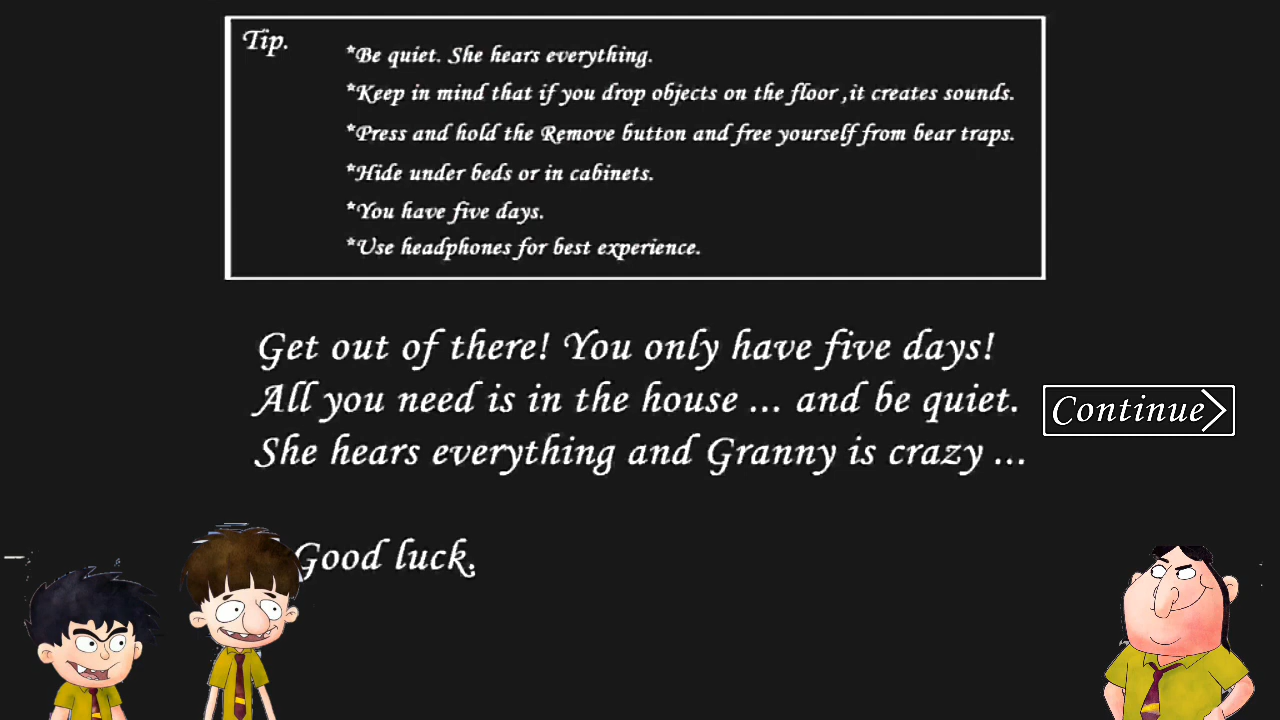 Tip.
*Be quiet. She hears everything.
*Keep in mind that if you drop objects on the floor ,it creates sounds.
*Press and hold the Remove button and free yourself from bear traps.
*Hide under beds or in cabinets.
*You have five days.
*Use headphones for best experience.
Get out of there! You only have five days!
All you need is in the house ... and be quiet.
She hears everything and Granny is crazy ...
Continue
Good luck.